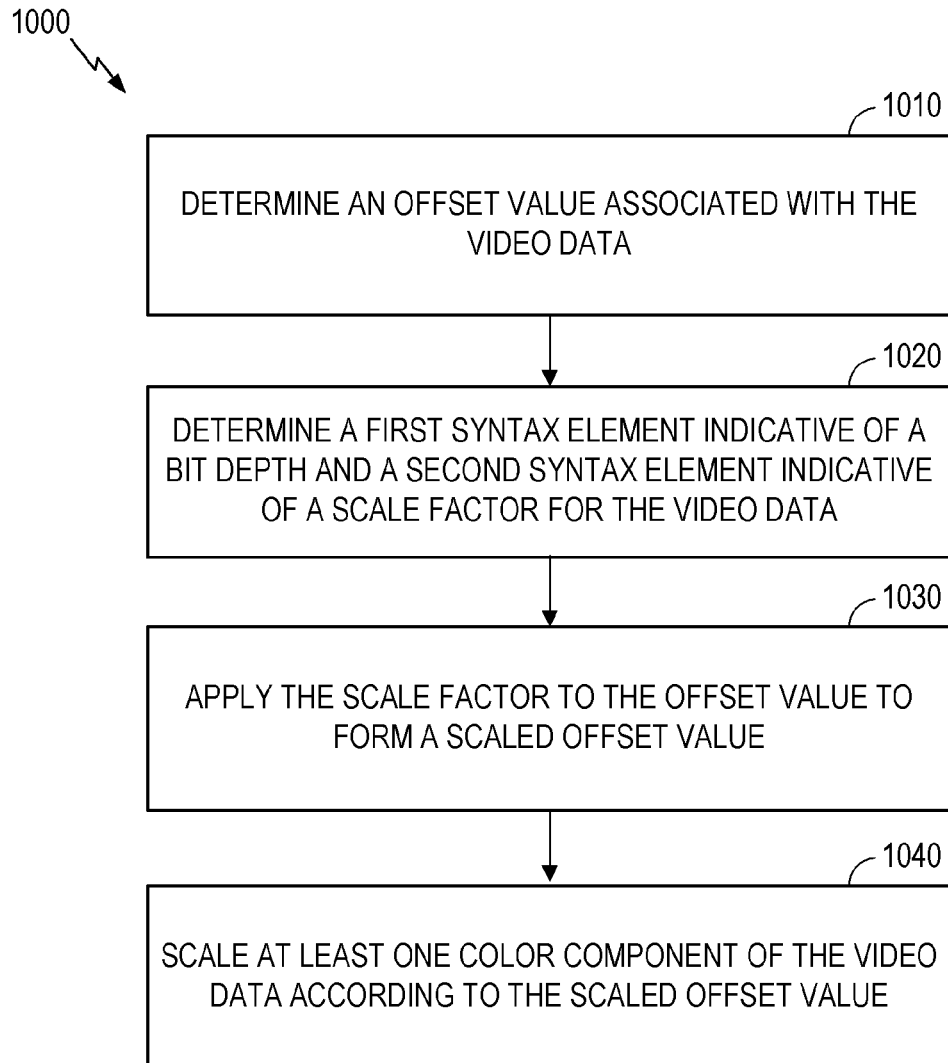 1000
1010
DETERMINE AN OFFSET VALUE ASSOCIATED WITH THE
VIDEO DATA
1020
DETERMINE A FIRST SYNTAX ELEMENT INDICATIVE OF A
BIT DEPTH AND A SECOND SYNTAX ELEMENT INDICATIVE
OF A SCALE FACTOR FOR THE VIDEO DATA
1030
APPLY THE SCALE FACTOR TO THE OFFSET VALUE TO
FORM A SCALED OFFSET VALUE
1040
SCALE AT LEAST ONE COLOR COMPONENT OF THE VIDEO
DATA ACCORDING TO THE SCALED OFFSET VALUE